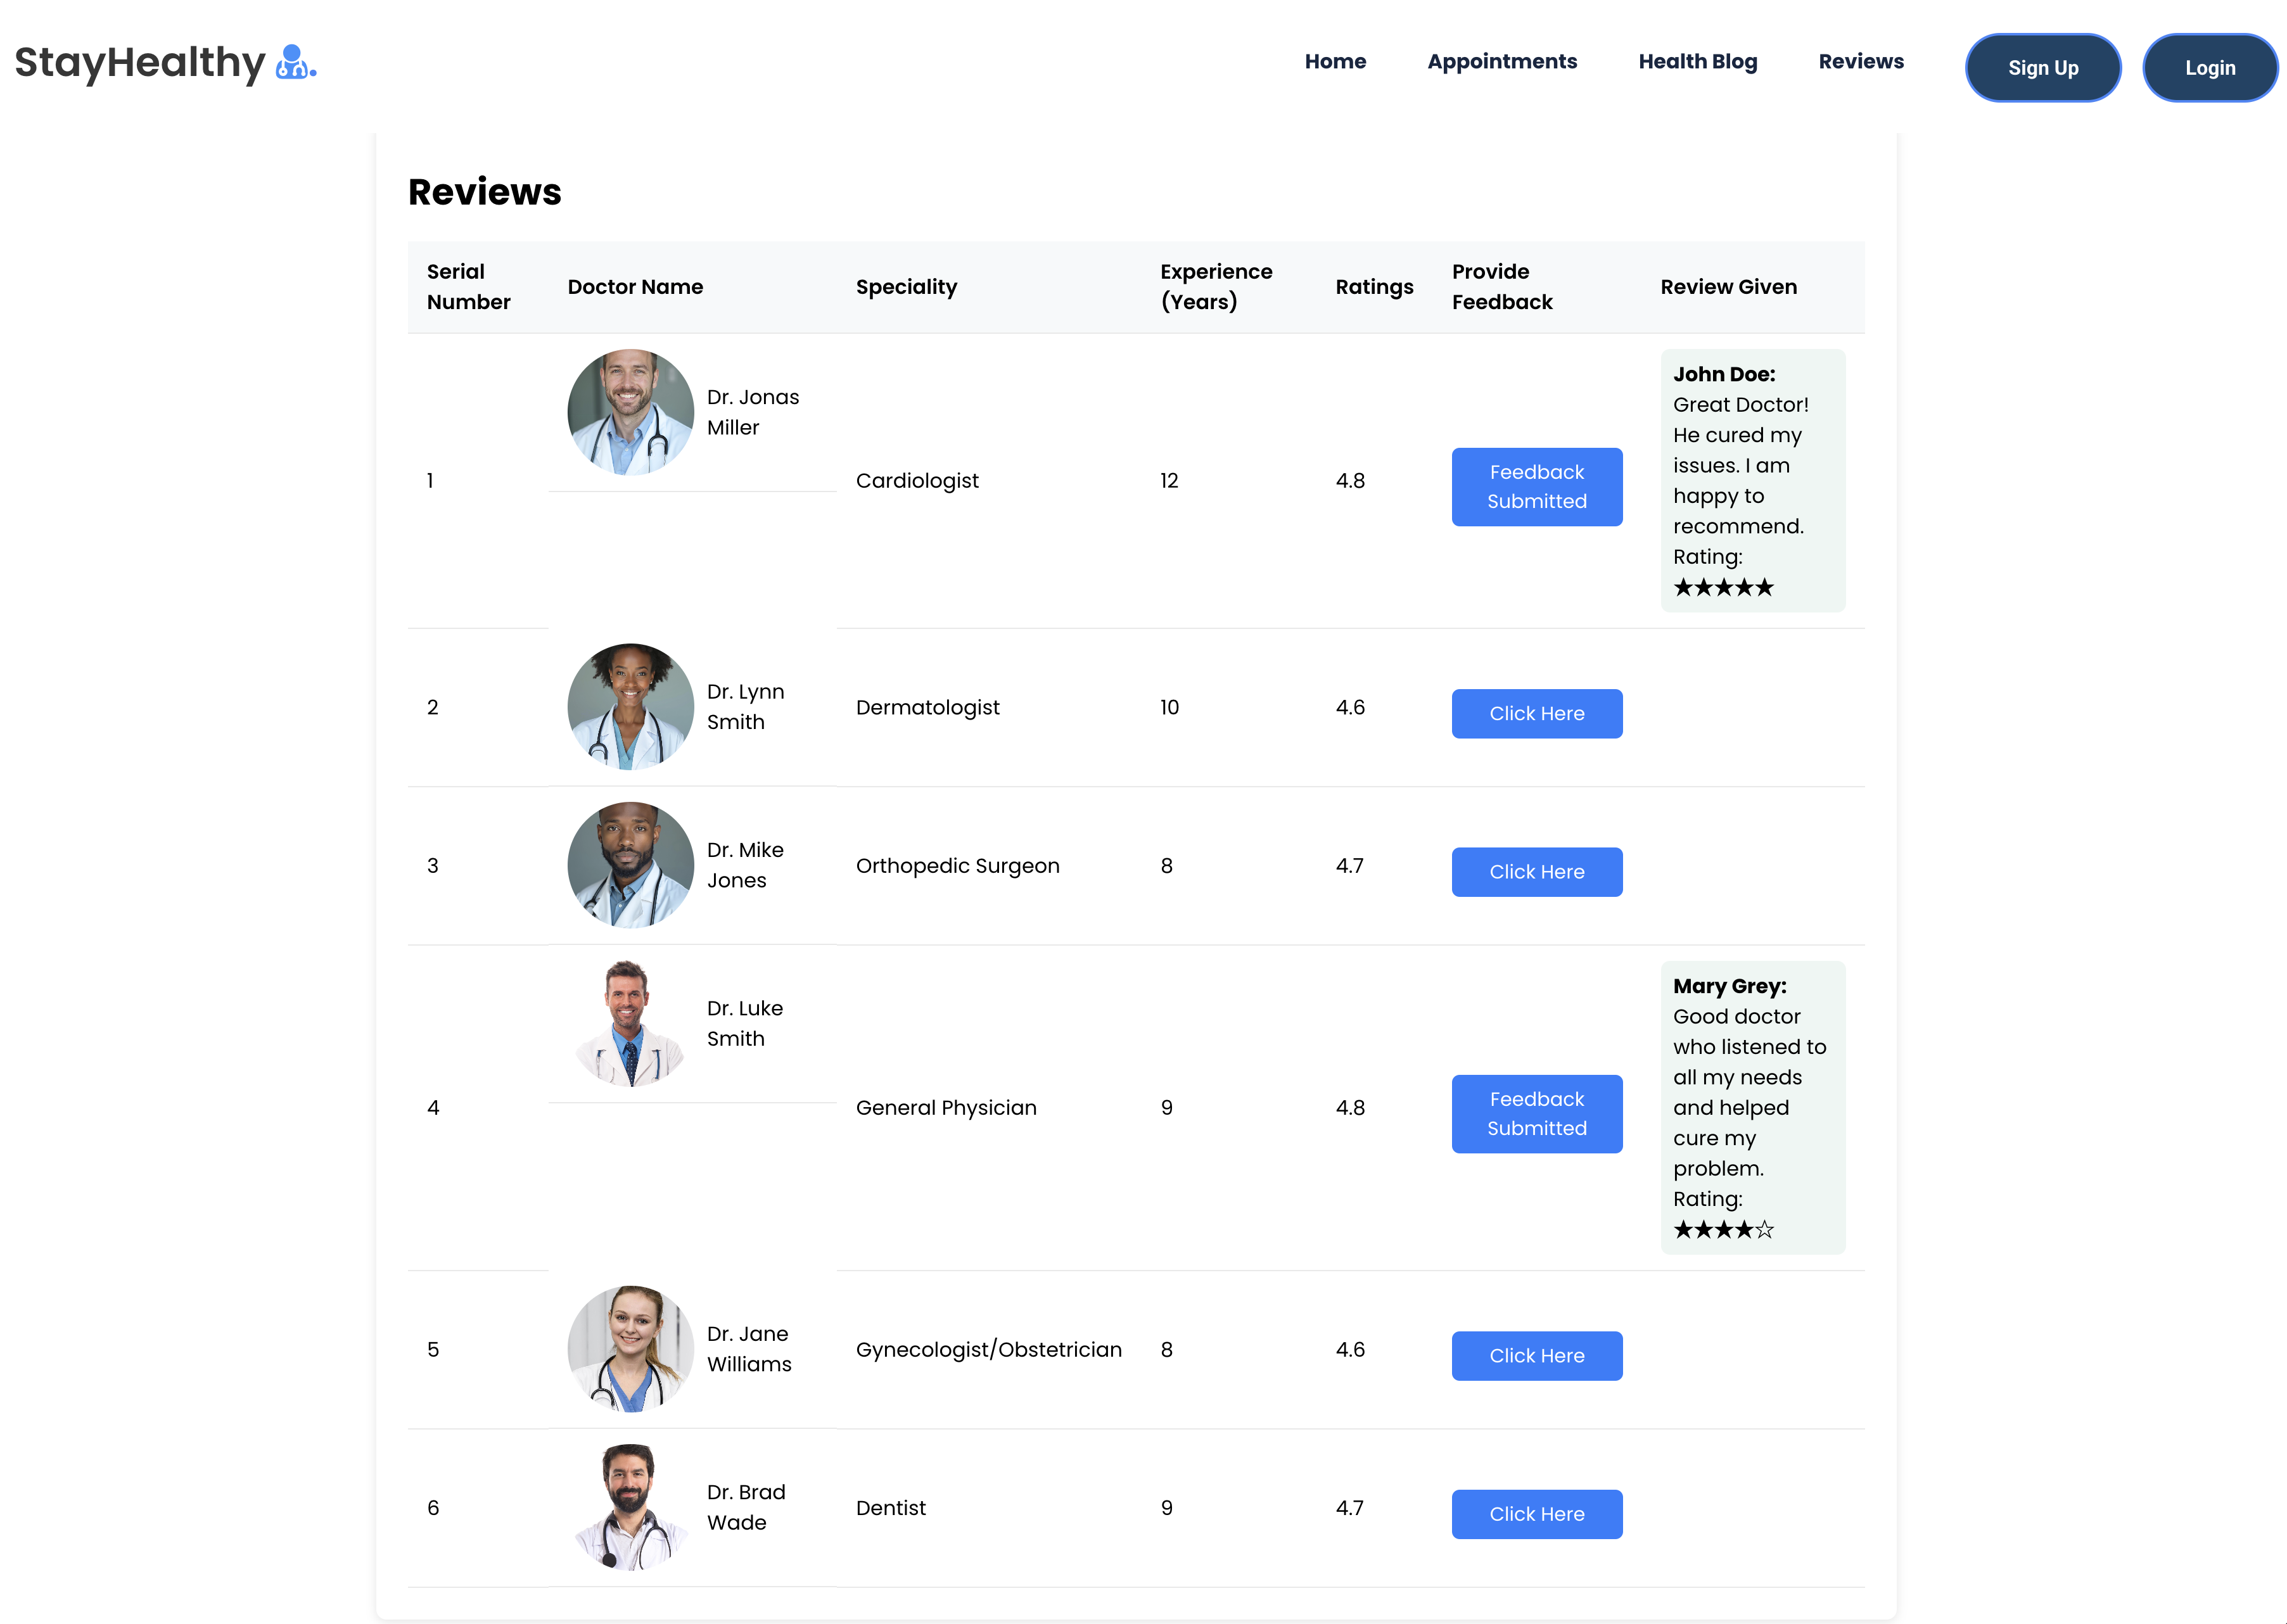 StayHealthy
Home Appointments Health Blog Reviews Sign Up Login
Reviews
Serial Number Doctor Name Speciality Experience (Years) Ratings Provide Feedback Review Given
1 Dr. Jonas Miller Cardiologist 12 4.8 Feedback Submitted
John Doe:
Great Doctor!
He cured my
issues. I am
happy to
recommend.
Rating:
★★★★★
2 Dr. Lynn Smith Dermatologist 10 4.6 Click Here
3 Dr. Mike Jones Orthopedic Surgeon 8 4.7 Click Here
4 Dr. Luke Smith General Physician 9 4.8 Feedback Submitted
Mary Grey:
Good doctor
who listened to
all my needs
and helped
cure my
problem.
Rating:
★★★★☆
5 Dr. Jane Williams Gynecologist/Obstetrician 8 4.6 Click Here
6 Dr. Brad Wade Dentist 9 4.7 Click Here